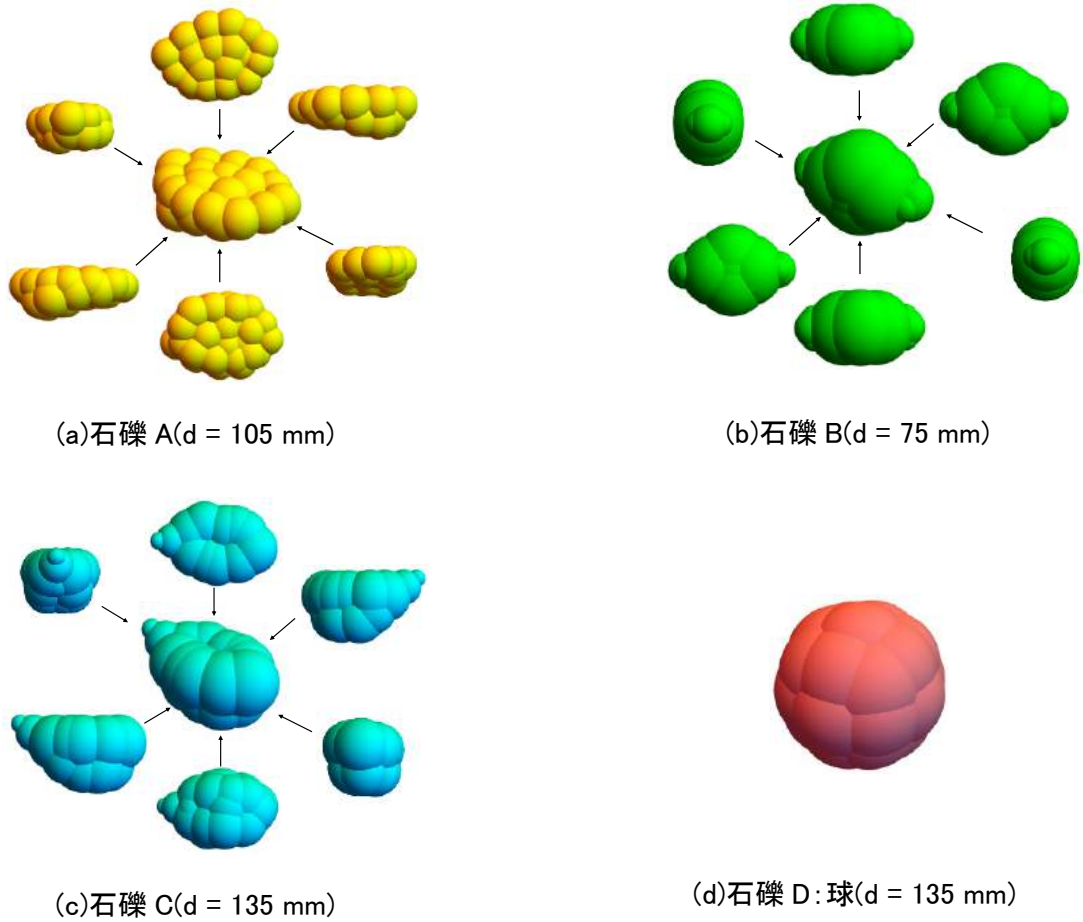 (a)石礫 A(d = 105 mm)
(b)石礫 B(d = 75 mm)
(c)石礫 C(d = 135 mm)
(d)石礫 D:球(d = 135 mm)